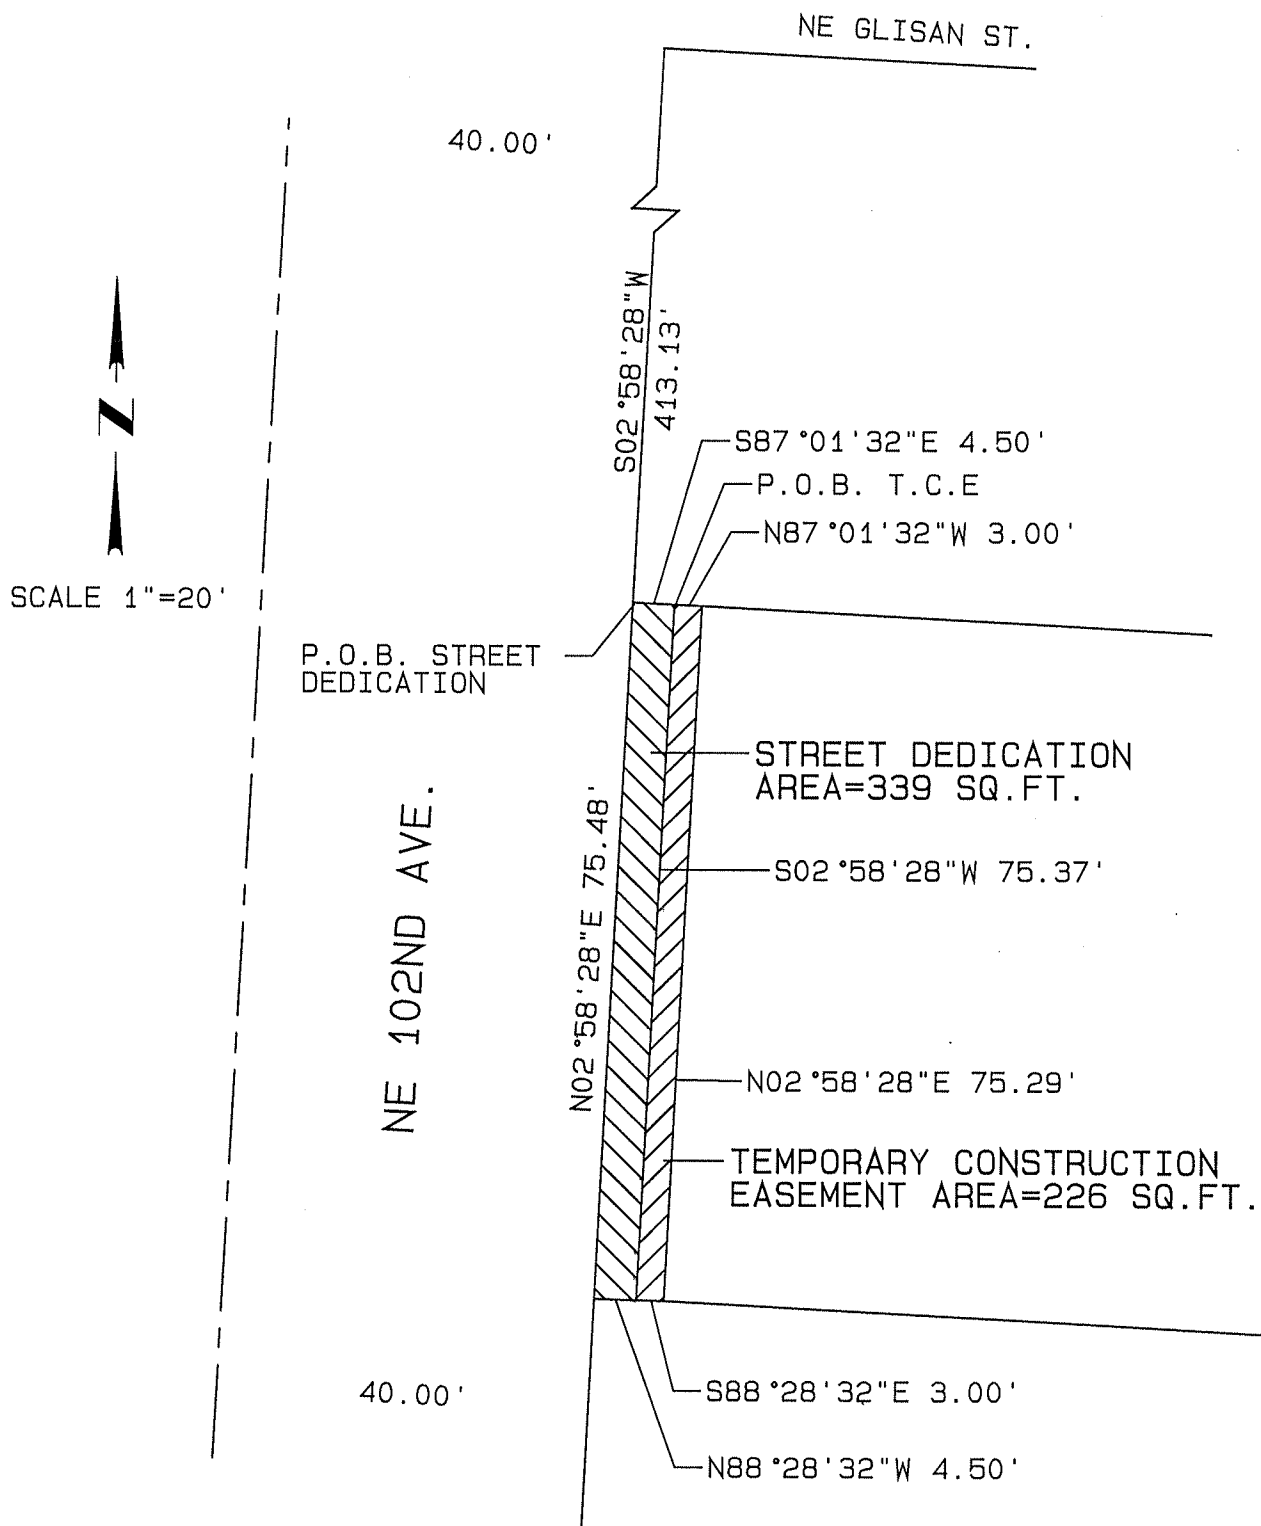 NE GLISAN ST.
40.00'
S02°58'28"W
413.13'
Z
S87°01'32"E 4.50'
P.O.B. T.C.E
N87°01'32"W 3.00'
SCALE 1"=20'
P.O.B. STREET
DEDICATION
STREET DEDICATION
AREA=339 SQ.FT.
NE 102ND AVE.
N02°58'28"E 75.48'
S02°58'28"W 75.37'
N02°58'28"E 75.29'
TEMPORARY CONSTRUCTION
EASEMENT AREA=226 SQ.FT.
40.00'
S88°28'32"E 3.00'
N88°28'32"W 4.50'